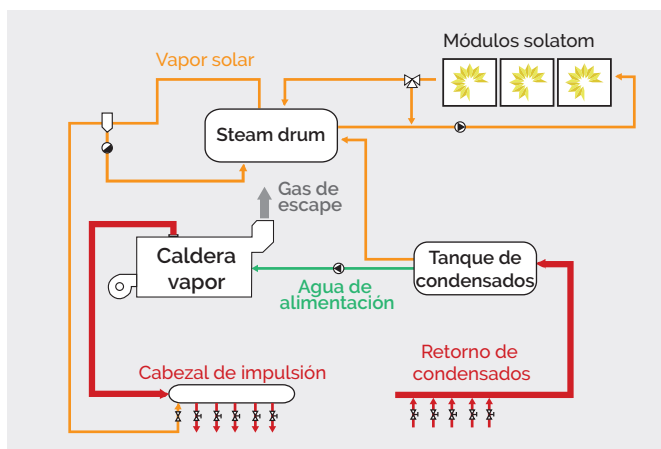 Módulos solatom
Vapor solar
Steam drum
Gas de
escape
Caldera
vapor
Tanque de
condensados
Agua de
alimentación
Cabezal de impulsión
Retorno de
condensados